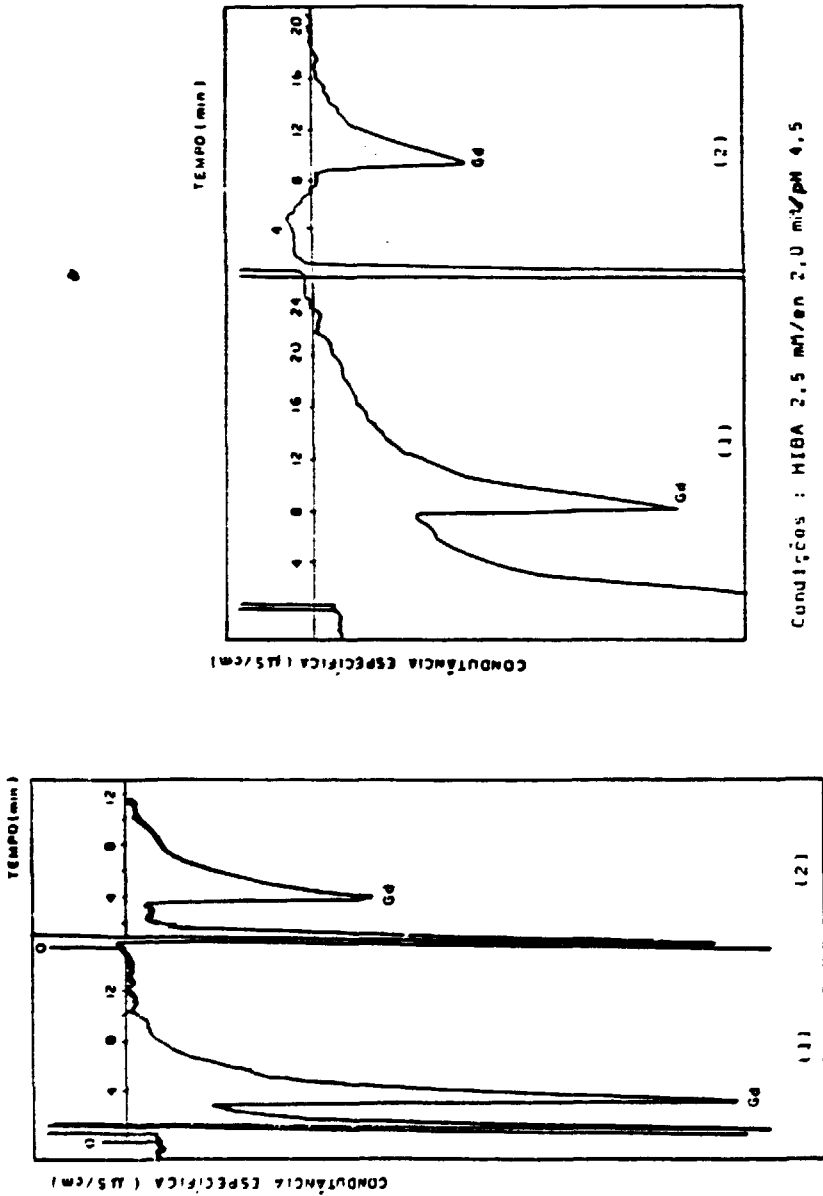 TEMPO (min)
20
16
12
8
4
Gd
(2)
24
20
16
12
8
4
Gd
(1)
CONDUTÂNCIA ESPECÍFICA (µS/cm)
Condições : HIBA 2,5 mM/en 2,0 mM/pH 4,5
TEMPO (min)
12
8
4
0
Gd
(2)
12
8
4
0
Gd
(1)
CONDUTÂNCIA ESPECÍFICA ( µS/cm)